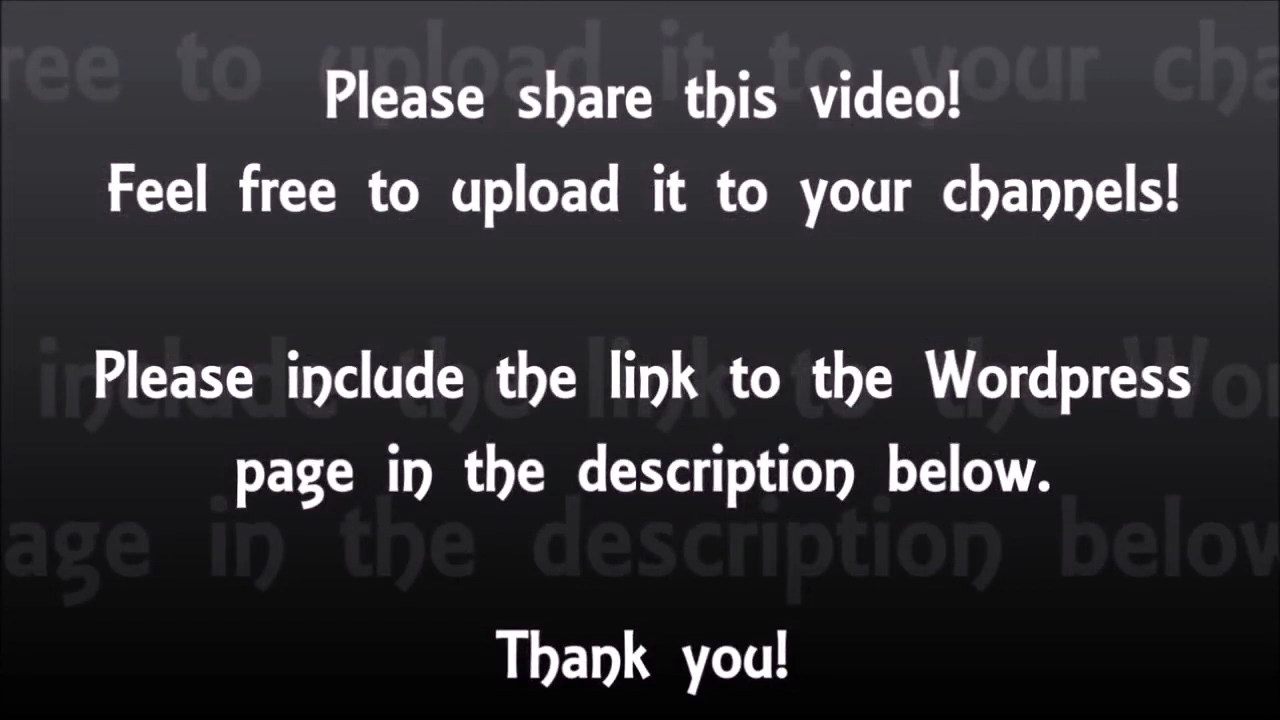 Please share this video!
Feel free to upload it to your channels!
Please include the link to the Wordpress
page in the description below.
Thank you!